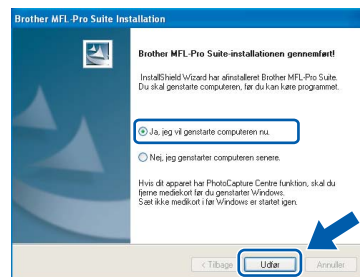 Brother MFL-Pro Suite Installation
Brother MFL-Pro Suite-installationen gennemført!
InstallShield Wizard har afinstalleret Brother MFL-Pro Suite.
Du skal genstarte computeren, før du kan køre programmet.
Ja, jeg vil genstarte computeren nu.
Nej, jeg genstarter computeren senere.
Hvis dit apparat har PhotoCapture Centre funktion, skal du
fjerne mediekortet før du genstarter Windows.
Sæt ikke medikort i før Windows er startet igen.
< Tilbage
Udfør
Annuller